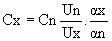 Cx = Cn Un/Ux . αx/αn